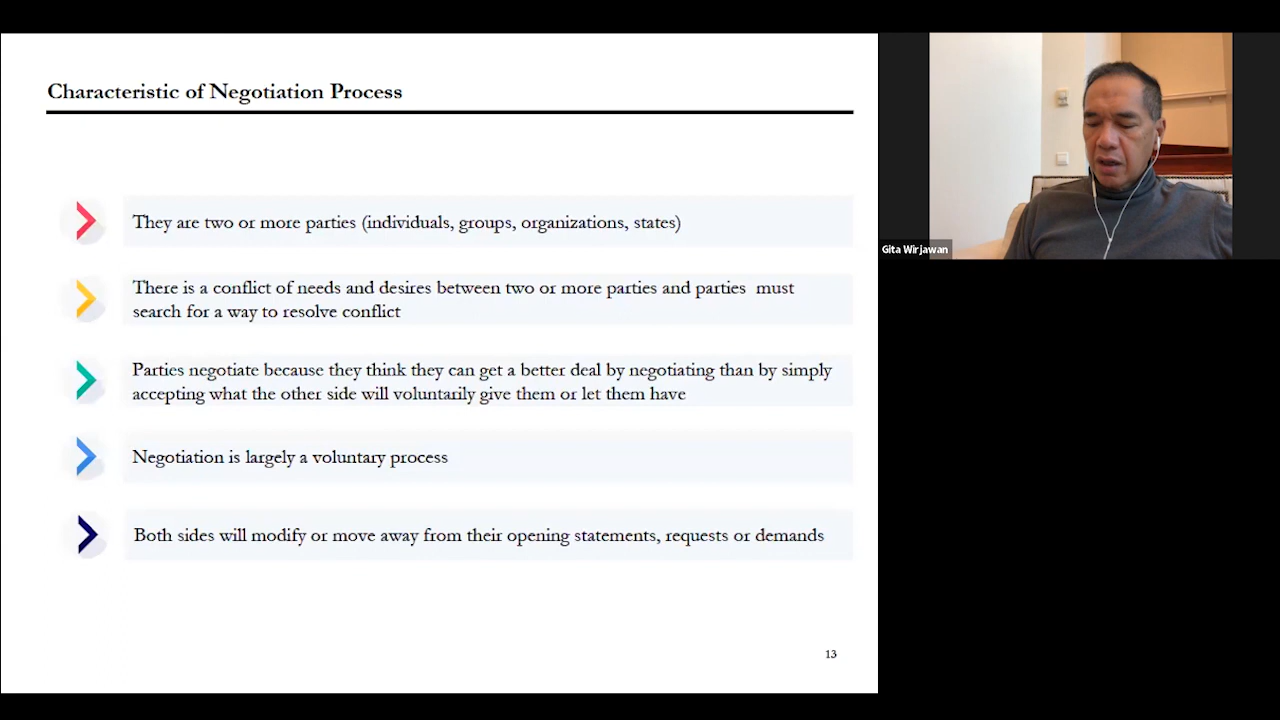 Characteristic of Negotiation Process
They are two or more parties (individuals, groups, organizations, states)
There is a conflict of needs and desires between two or more parties and parties must
search for a way to resolve conflict
Parties negotiate because they think they can get a better deal by negotiating than by simply
accepting what the other side will voluntarily give them or let them have
Negotiation is largely a voluntary process
Both sides will modify or move away from their opening statements, requests or demands
13
Gita Wirjawan